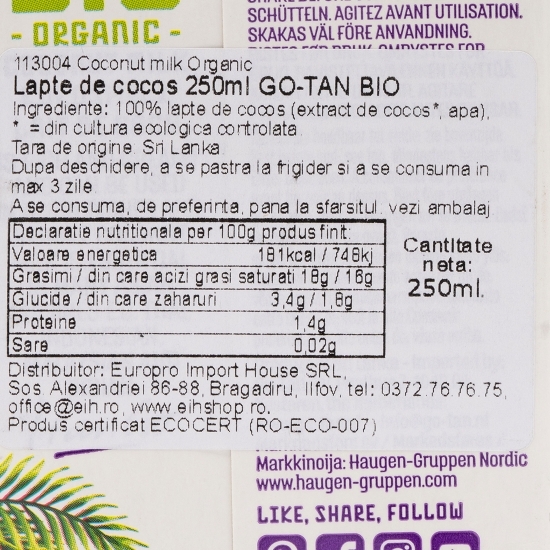 - ORGANIC -
SCHÜTTELN. AGITEZ AVANT UTILISATION.
SKAKAS VÄL FÖRE ANVÄNDNING.
113004 Coconut milk Organic
Lapte de cocos 250ml GO-TAN BIO
Ingrediente: 100% lapte de cocos (extract de cocos*, apa),
* = din cultura ecologica controlata.
Tara de origine: Sri Lanka
Dupa deschidere, a se pastra la frigider si a se consuma in
max 3 zile.
A se consuma, de preferinta, pana la sfarsitul: vezi ambalaj
Declaratie nutritionala per 100g produs finit:
Valoare energetica 181kcal / 748kj
Grasimi / din care acizi grasi saturati 18g / 16g
Glucide / din care zaharuri 3,4g / 1,8g
Proteine 1,4g
Sare 0,02g
Cantitate
neta:
250ml.
Distribuitor: Europro Import House SRL,
Sos. Alexandriei 86-88, Bragadiru, Ilfov, tel: 0372.76.76.75,
office@eih.ro, www.eihshop.ro.
Produs certificat ECOCERT (RO-ECO-007)
Markkinoija: Haugen-Gruppen Nordic
www.haugen-gruppen.com
LIKE, SHARE, FOLLOW